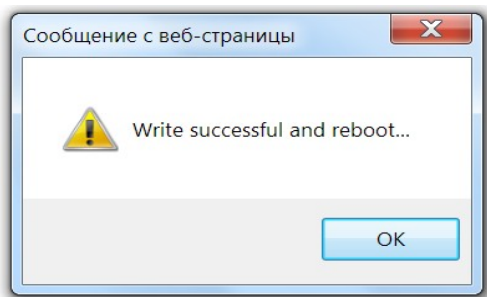 Сообщение с веб-страницы
Write successful and reboot...
OK